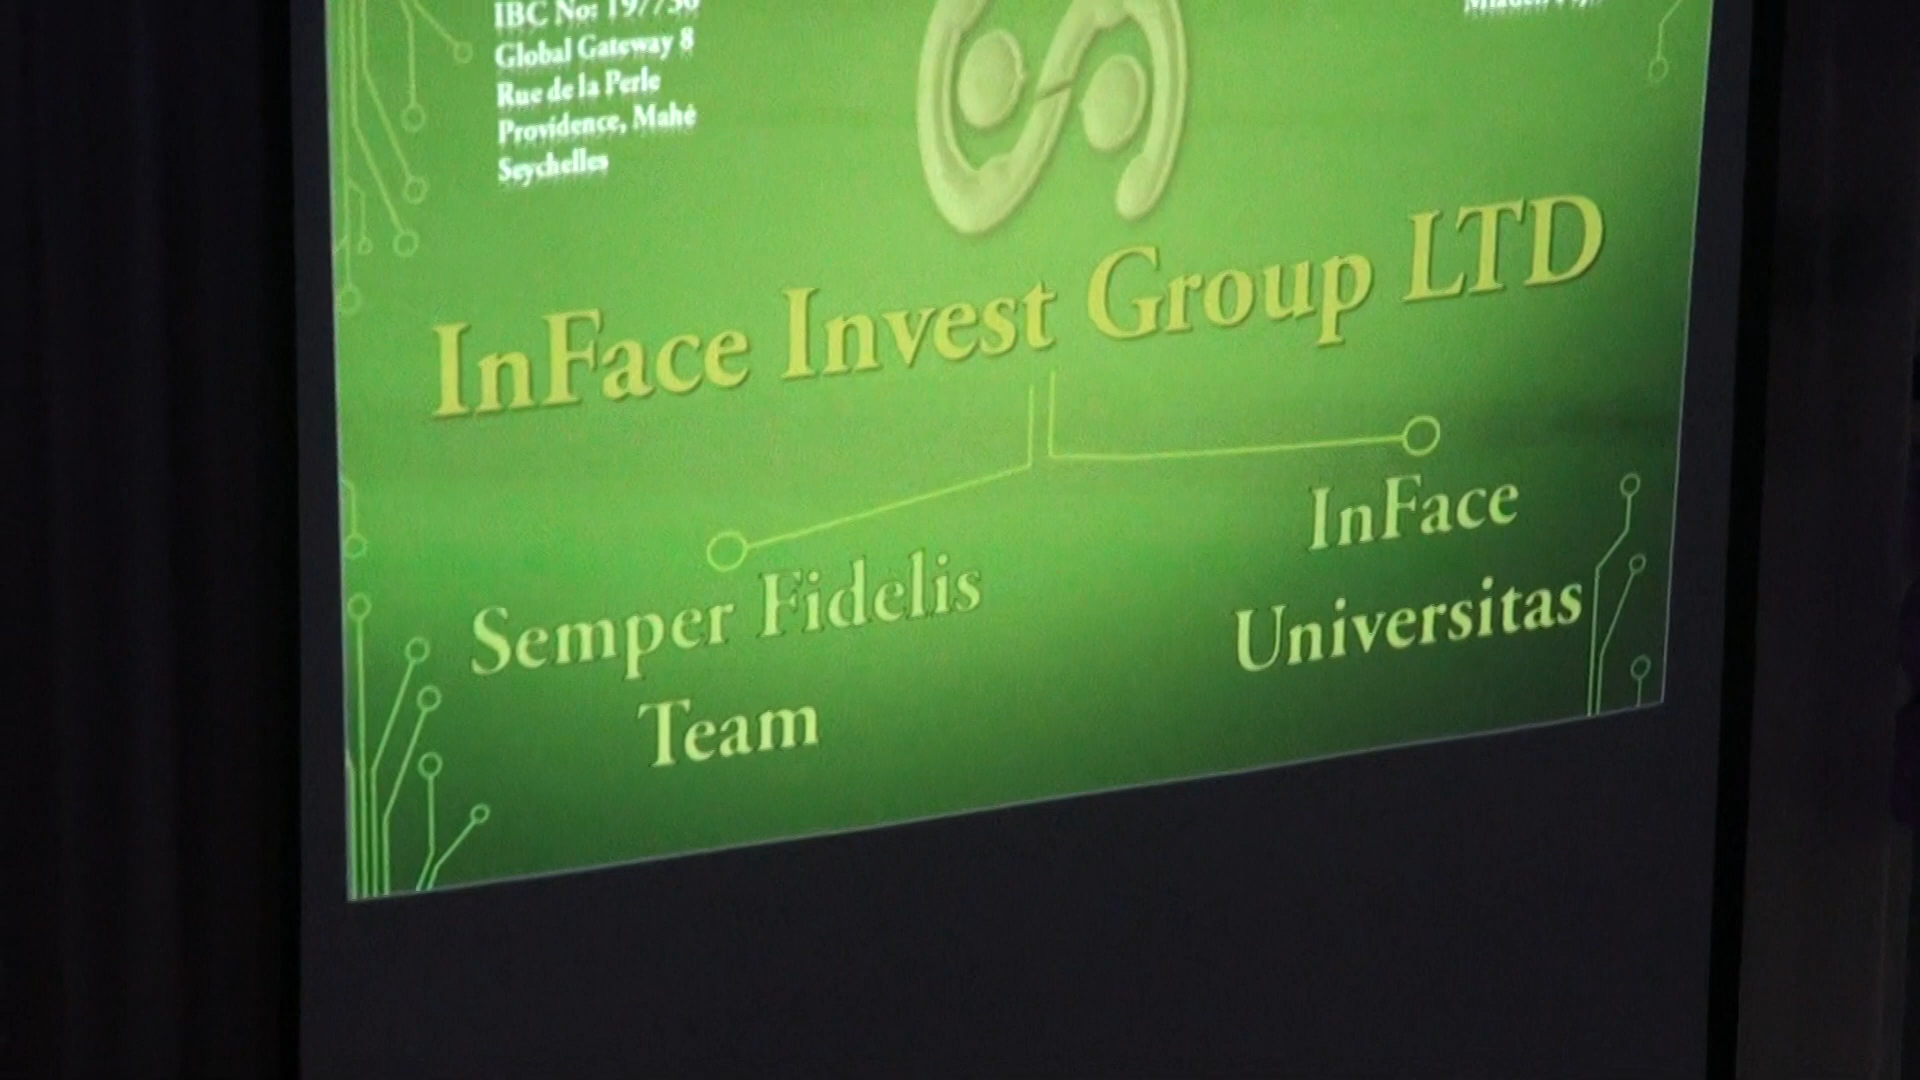 IBC No: 197736
Global Gateway 8
Rue de la Perle
Providence, Mahé
Seychelles
InFace Invest Group LTD
Semper Fidelis
Team
InFace
Universitas